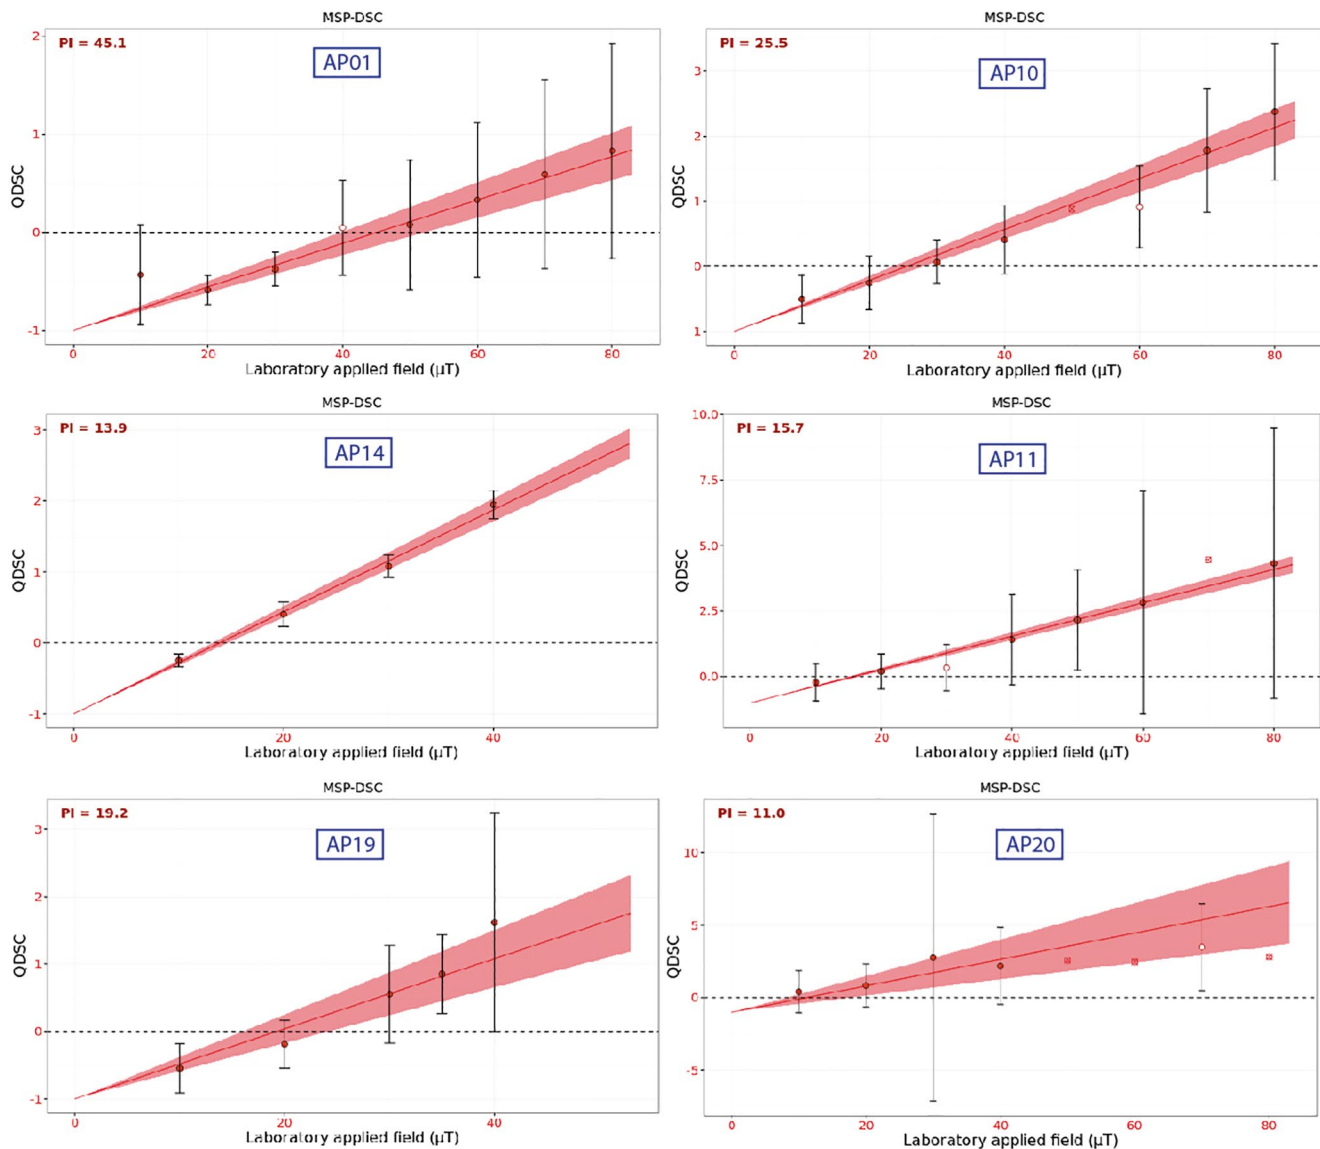 MSP-DSC
PI = 45.1
AP01
2
1
0
-1
QDSC
0 20 40 60 80
Laboratory applied field (µT)
MSP-DSC
PI = 25.5
AP10
3
2
1
0
1
QDSC
0 20 40 60 80
Laboratory applied field (µT)
MSP-DSC
PI = 13.9
AP14
3
2
1
0
-1
QDSC
0 20 40
Laboratory applied field (µT)
MSP-DSC
PI = 15.7
AP11
10.0
7.5
5.0
2.5
0.0
QDSC
0 20 40 60 80
Laboratory applied field (µT)
MSP-DSC
PI = 19.2
AP19
3
2
1
0
-1
QDSC
0 20 40
Laboratory applied field (µT)
MSP-DSC
PI = 11.0
AP20
10
5
0
-5
QDSC
0 20 40 60 80
Laboratory applied field (µT)